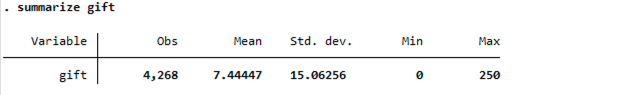 . summarize gift
Variable | Obs Mean Std. dev. Min Max
gift | 4,268 7.44447 15.06256 0 250